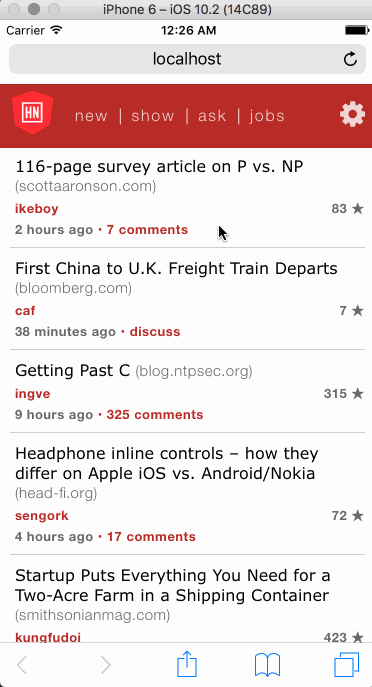 iPhone 6 – iOS 10.2 (14C89)
Carrier 12:26 AM
localhost
HN new | show | ask | jobs
116-page survey article on P vs. NP
(scottaaronson.com)
ikeboy 83 ★
2 hours ago • 7 comments
First China to U.K. Freight Train Departs
(bloomberg.com)
caf 7 ★
38 minutes ago • discuss
Getting Past C (blog.ntpsec.org)
ingve 315 ★
9 hours ago • 325 comments
Headphone inline controls – how they
differ on Apple iOS vs. Android/Nokia
(head-fi.org)
sengork 72 ★
4 hours ago • 17 comments
Startup Puts Everything You Need for a
Two-Acre Farm in a Shipping Container
(smithsonianmag.com)
kungfudoi 423 ★